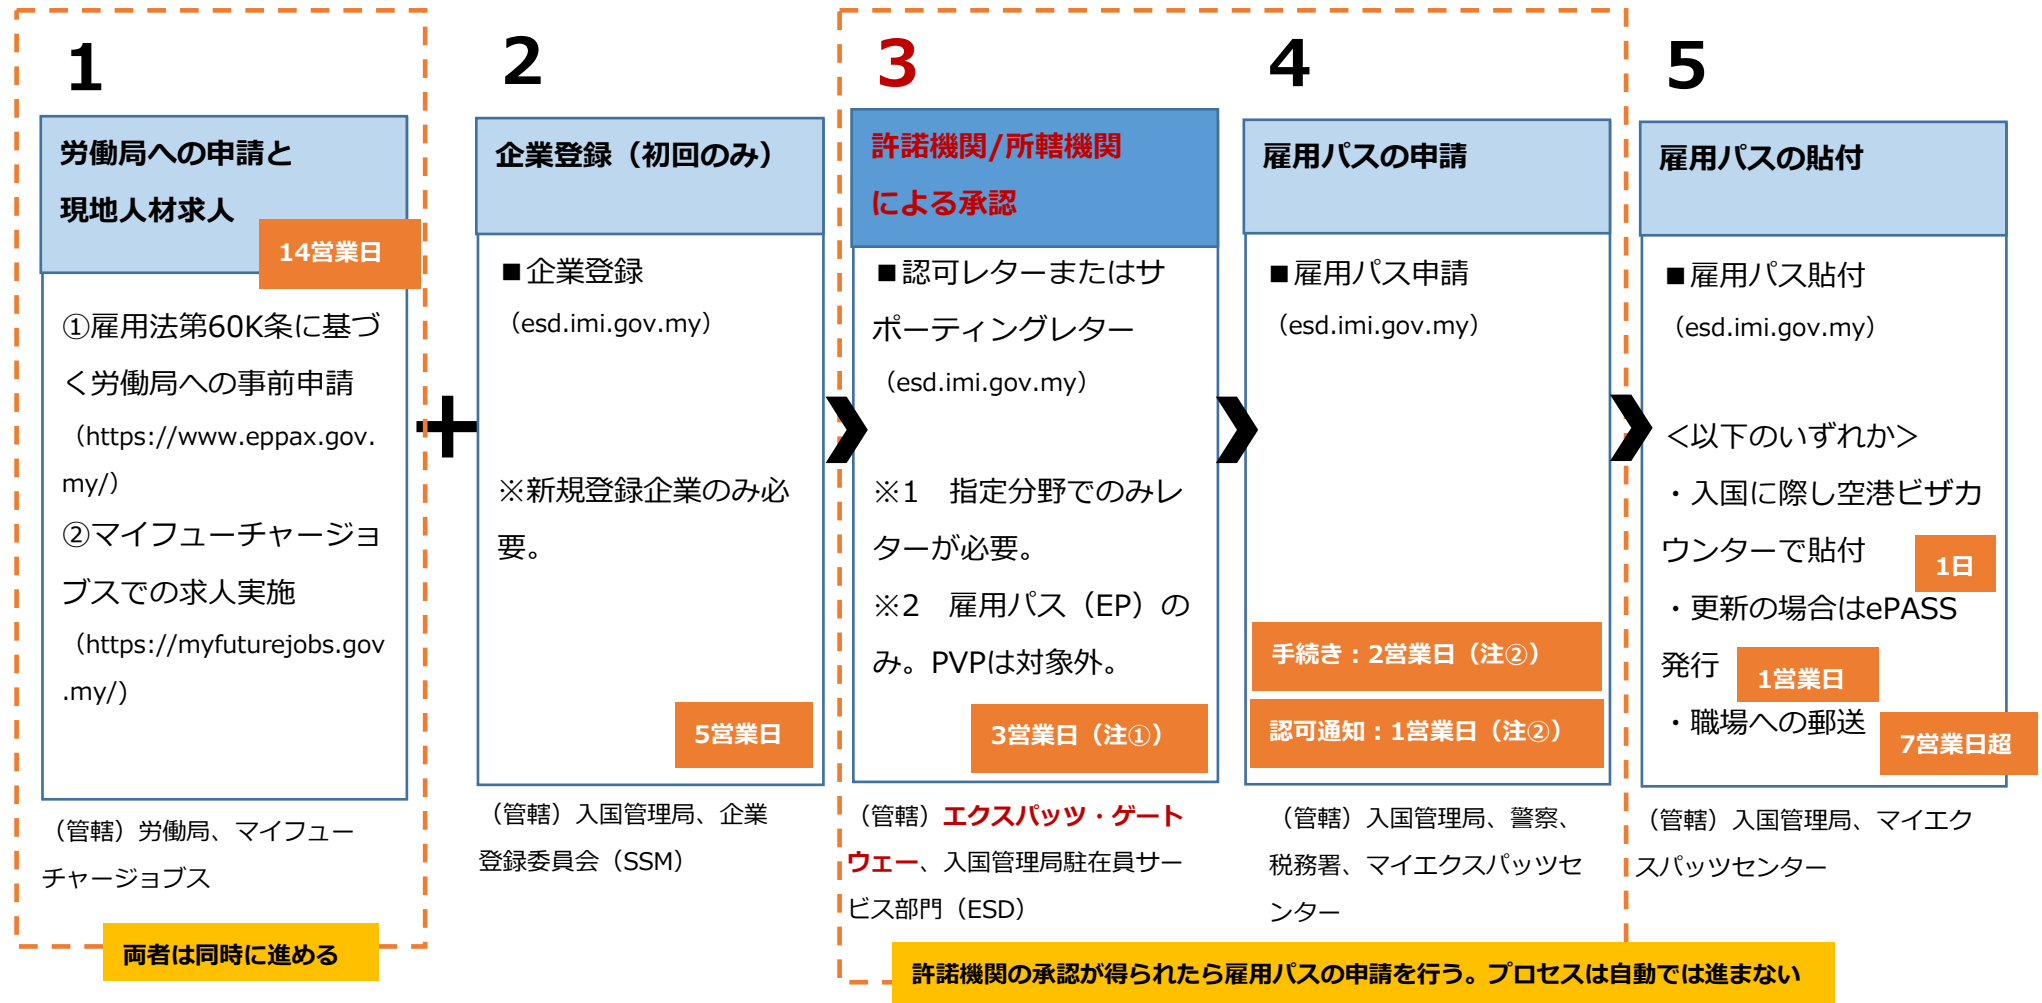 1
労働局への申請と
現地人材求人
14営業日
①雇用法第60K条に基づ
く労働局への事前申請
（https://www.eppax.gov.
my/）
②マイフューチャージョ
ブスでの求人実施
（https://myfuturejobs.gov
.my/)
（管轄）労働局、マイフュー
チャージョブス
両者は同時に進める
+
2
企業登録（初回のみ）
■企業登録
（esd.imi.gov.my）
※新規登録企業のみ必
要。
5営業日
（管轄）入国管理局、企業
登録委員会（SSM）
3
許諾機関/所轄機関
による承認
■認可レターまたはサ
ポーティングレター
（esd.imi.gov.my）
※1　指定分野でのみレ
ターが必要。
※2　雇用パス（EP）の
み。PVPは対象外。
3営業日（注①）
（管轄）エクスパッツ・ゲート
ウェー、入国管理局駐在員サー
ビス部門（ESD）
4
雇用パスの申請
■雇用パス申請
（esd.imi.gov.my）
手続き：2営業日（注②）
認可通知：1営業日（注②）
（管轄）入国管理局、警察、
税務署、マイエクスパッツセ
ンター
許諾機関の承認が得られたら雇用パスの申請を行う。プロセスは自動では進まない
5
雇用パスの貼付
■雇用パス貼付
（esd.imi.gov.my）
＜以下のいずれか＞
・入国に際し空港ビザカ
ウンターで貼付
1日
・更新の場合はePASS
発行
1営業日
・職場への郵送
7営業日超
（管轄）入国管理局、マイエク
スパッツセンター